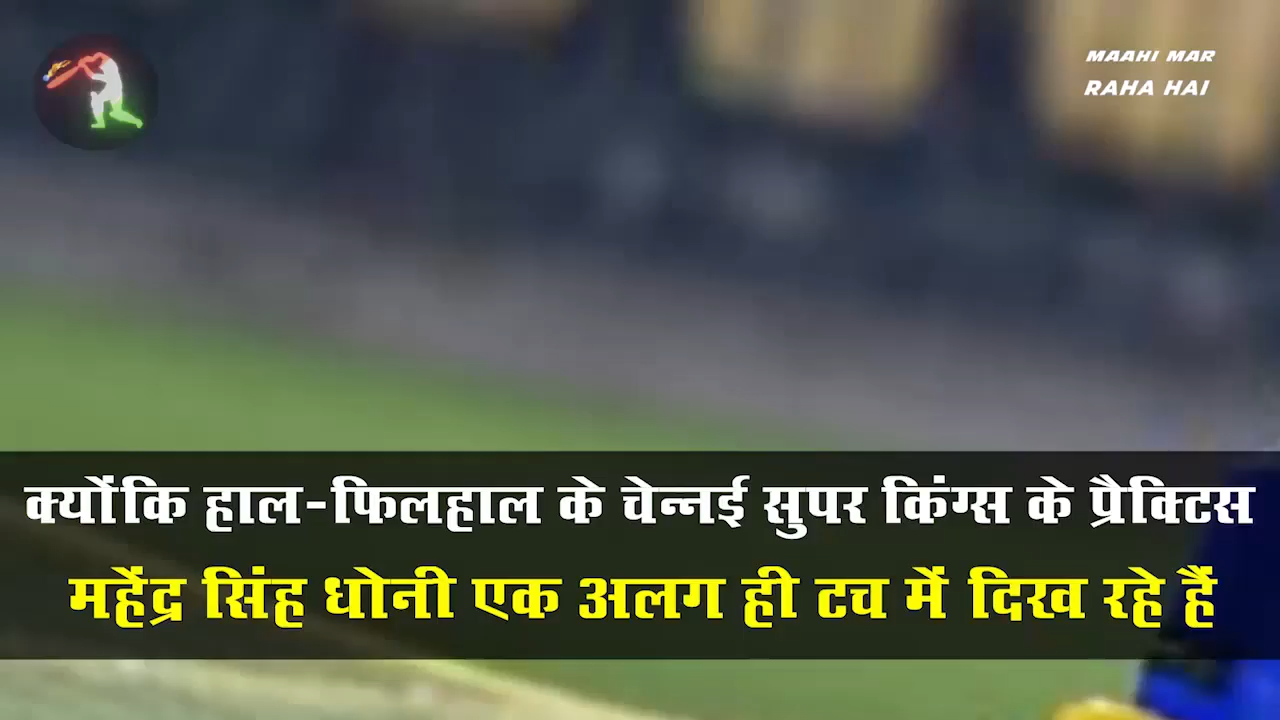 MAAHI MAR
RAHA HAI
क्योंकि हाल-फिलहाल के चेन्नई सुपर किंग्स के प्रैक्टिस
महेंद्र सिंह धोनी एक अलग ही टच में दिख रहे हैं